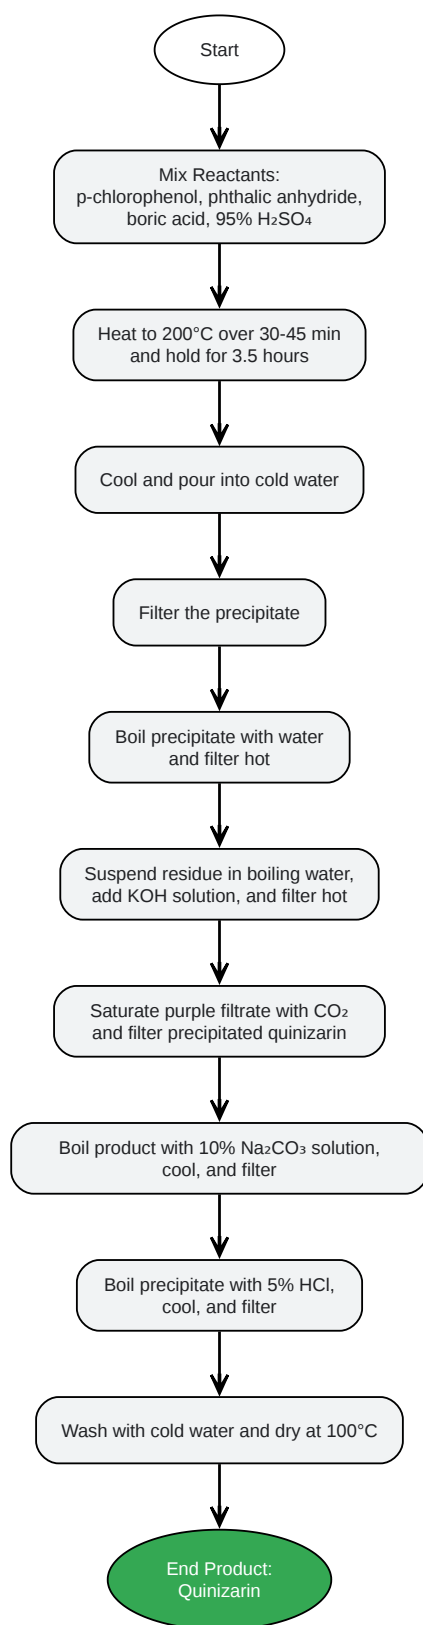 Start
Mix Reactants:
p-chlorophenol, phthalic anhydride,
boric acid, 95% H₂SO₄
Heat to 200°C over 30-45 min
and hold for 3.5 hours
Cool and pour into cold water
Filter the precipitate
Boil precipitate with water
and filter hot
Suspend residue in boiling water,
add KOH solution, and filter hot
Saturate purple filtrate with CO₂
and filter precipitated quinizarin
Boil product with 10% Na₂CO₃ solution,
cool, and filter
Boil precipitate with 5% HCl,
cool, and filter
Wash with cold water and dry at 100°C
End Product:
Quinizarin